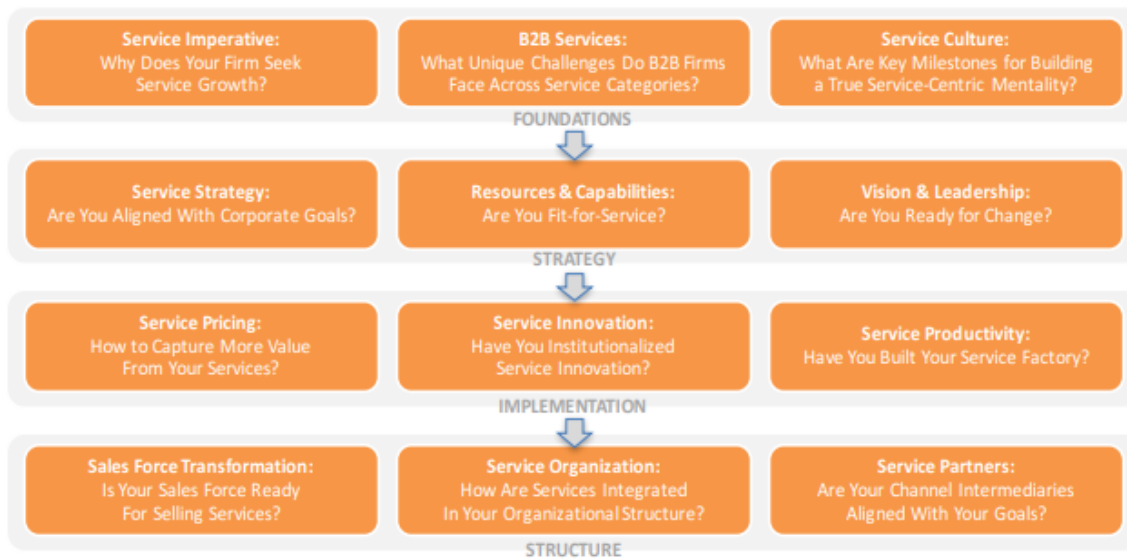 Service Imperative:
Why Does Your Firm Seek
Service Growth?
B2B Services:
What Unique Challenges Do B2B Firms
Face Across Service Categories?
Service Culture:
What Are Key Milestones for Building
a True Service-Centric Mentality?
FOUNDATIONS
Service Strategy:
Are You Aligned With Corporate Goals?
Resources & Capabilities:
Are You Fit-for-Service?
Vision & Leadership:
Are You Ready for Change?
STRATEGY
Service Pricing:
How to Capture More Value
From Your Services?
Service Innovation:
Have You Institutionalized
Service Innovation?
Service Productivity:
Have You Built Your Service Factory?
IMPLEMENTATION
Sales Force Transformation:
Is Your Sales Force Ready
For Selling Services?
Service Organization:
How Are Services Integrated
In Your Organizational Structure?
Service Partners:
Are Your Channel Intermediaries
Aligned With Your Goals?
STRUCTURE